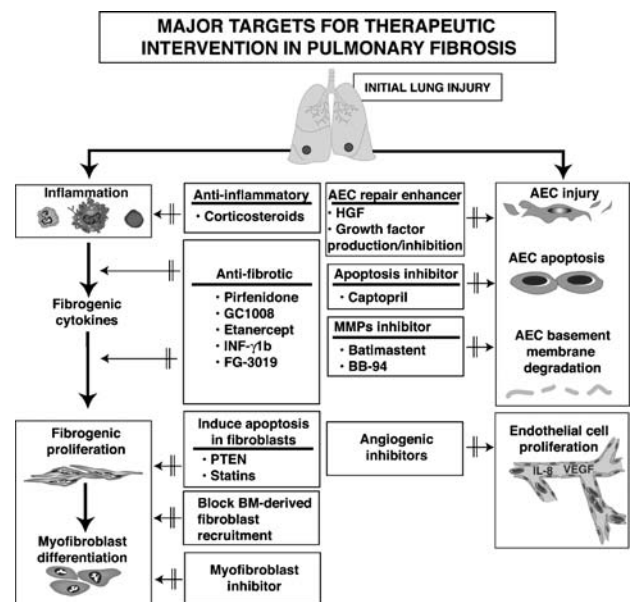 MAJOR TARGETS FOR THERAPEUTIC
INTERVENTION IN PULMONARY FIBROSIS
INITIAL LUNG INJURY
Inflammation
Fibrogenic
cytokines
Fibrogenic
proliferation
Myofibroblast
differentiation
Anti-inflammatory
• Corticosteroids
Anti-fibrotic
• Pirfenidone
• GC1008
• Etanercept
• INF-γ1b
• FG-3019
Induce apoptosis
in fibroblasts
• PTEN
• Statins
Block BM-derived
fibroblast
recruitment
Myofibroblast
inhibitor
AEC repair enhancer
• HGF
• Growth factor
production/inhibition
Apoptosis inhibitor
• Captopril
MMPs inhibitor
• Batimastent
• BB-94
Angiogenic
inhibitors
AEC injury
AEC apoptosis
AEC basement
membrane
degradation
Endothelial cell
proliferation
IL-8 VEGF